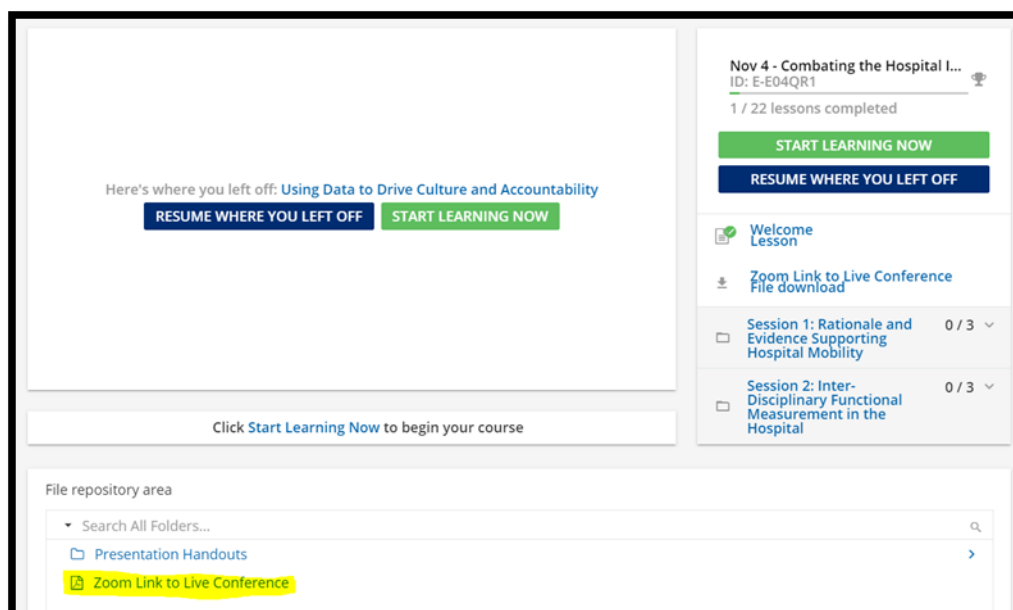 Here's where you left off: Using Data to Drive Culture and Accountability
RESUME WHERE YOU LEFT OFF START LEARNING NOW
Click Start Learning Now to begin your course
Nov 4 - Combating the Hospital I...
ID: E-E04QR1
1 / 22 lessons completed
START LEARNING NOW
RESUME WHERE YOU LEFT OFF
Welcome
Lesson
Zoom Link to Live Conference
File download
Session 1: Rationale and 0 / 3
Evidence Supporting
Hospital Mobility
Session 2: Inter- 0 / 3
Disciplinary Functional
Measurement in the
Hospital
File repository area
Search All Folders...
Presentation Handouts
Zoom Link to Live Conference